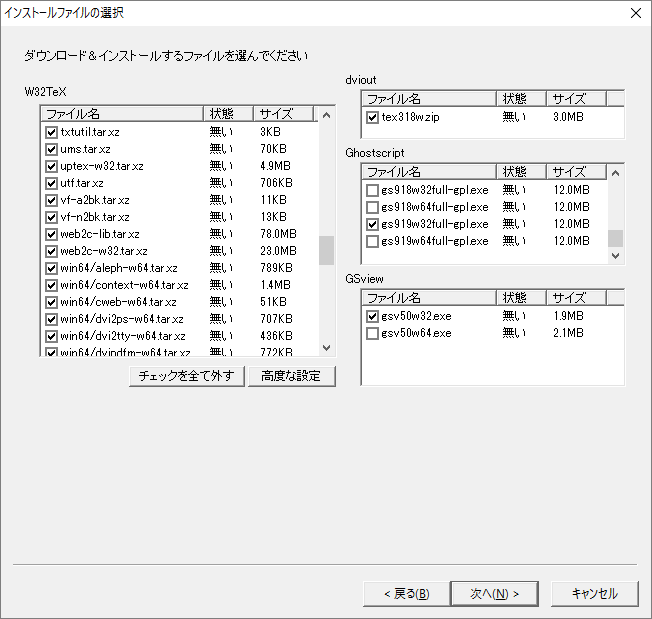 インストールファイルの選択
ダウンロード＆インストールするファイルを選んでください
W32TeX
ファイル名 状態 サイズ
txtutil.tar.xz 無い 3KB
ums.tar.xz 無い 70KB
uptex-w32.tar.xz 無い 4.9MB
utf.tar.xz 無い 706KB
vf-a2bk.tar.xz 無い 11KB
vf-n2bk.tar.xz 無い 13KB
web2c-lib.tar.xz 無い 78.0MB
web2c-w32.tar.xz 無い 23.0MB
win64/aleph-w64.tar.xz 無い 789KB
win64/context-w64.tar.xz 無い 1.4MB
win64/cweb-w64.tar.xz 無い 51KB
win64/dvi2ps-w64.tar.xz 無い 707KB
win64/dvi2tty-w64.tar.xz 無い 436KB
win64/dvipdfm-w64.tar.xz 無い 772KB
チェックを全て外す 高度な設定
dviout
ファイル名 状態 サイズ
tex318w.zip 無い 3.0MB
Ghostscript
ファイル名 状態 サイズ
gs918w32full-gpl.exe 無い 12.0MB
gs918w64full-gpl.exe 無い 12.0MB
gs919w32full-gpl.exe 無い 12.0MB
gs919w64full-gpl.exe 無い 12.0MB
GSview
ファイル名 状態 サイズ
gsv50w32.exe 無い 1.9MB
gsv50w64.exe 無い 2.1MB
< 戻る(B) 次へ(N) > キャンセル